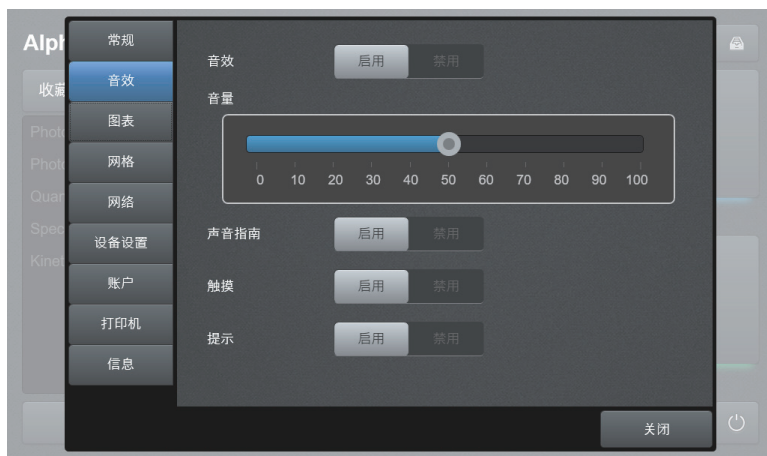 Alph
收藏
Photo
Photo
Quan
Spec
Kinet
常规
音效
图表
网格
网络
设备设置
账户
打印机
信息
音效 启用 禁用
音量
0 10 20 30 40 50 60 70 80 90 100
声音指南 启用 禁用
触摸 启用 禁用
提示 启用 禁用
关闭